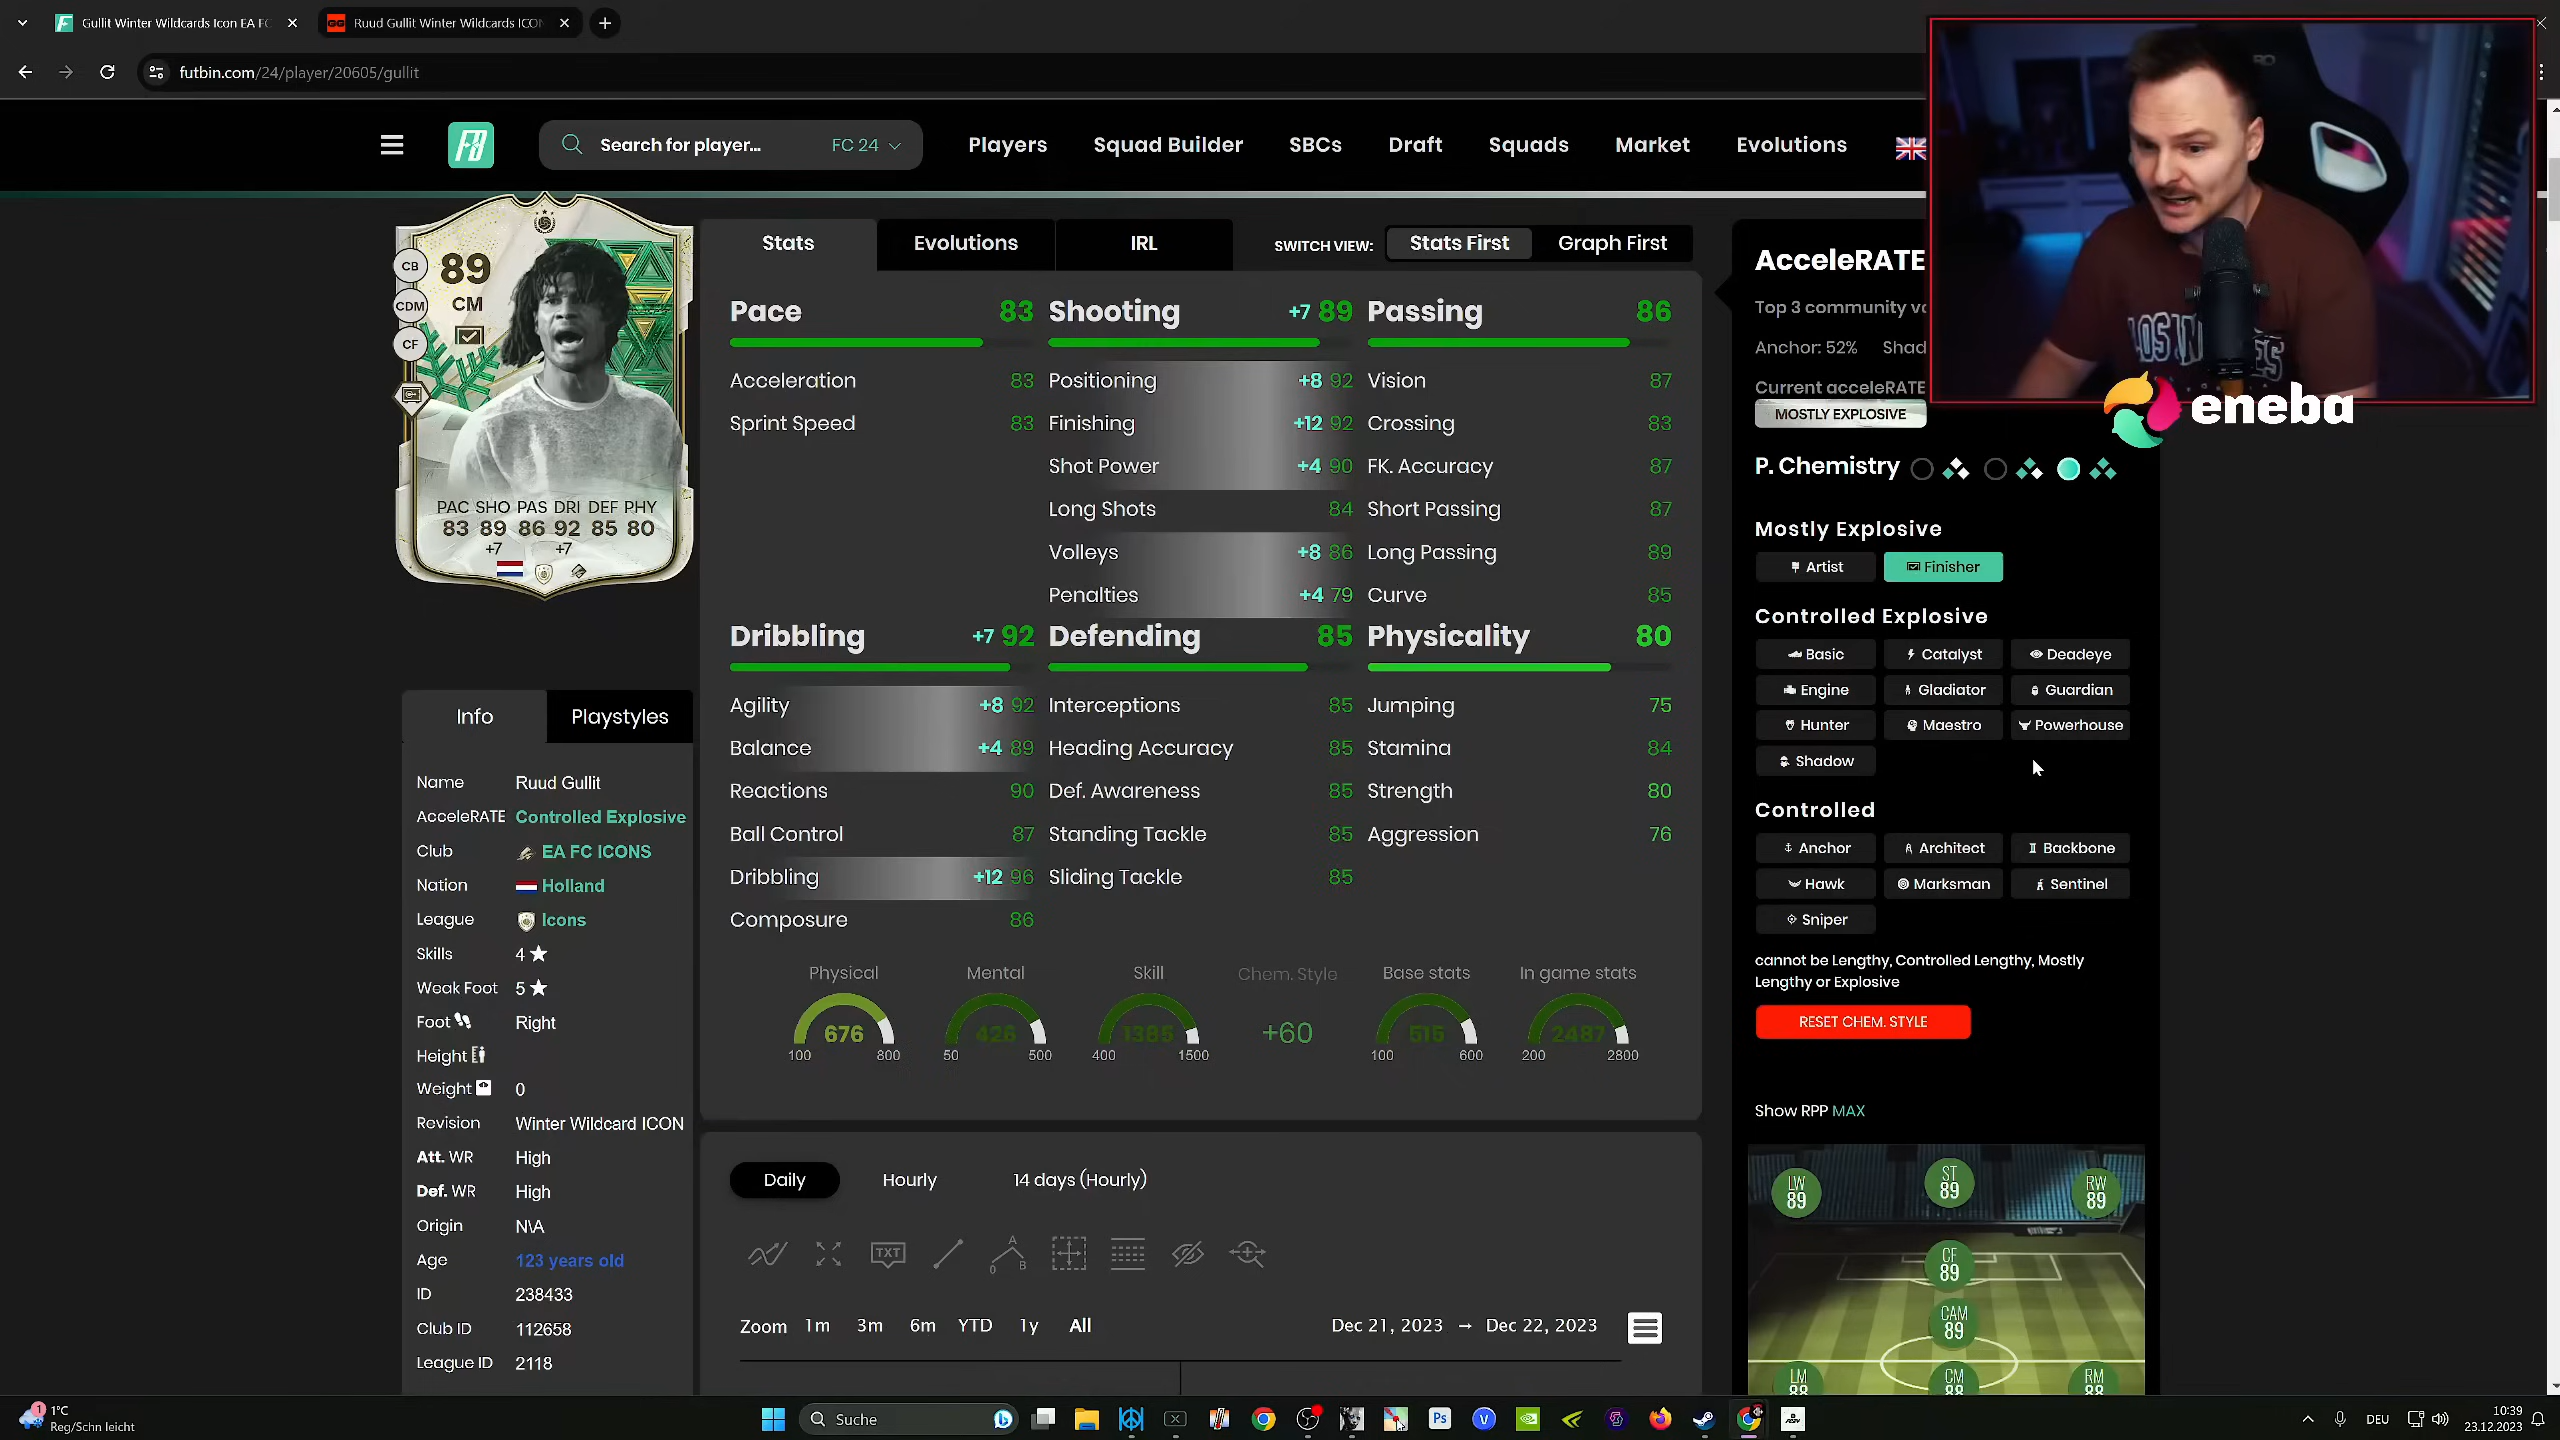 Gullit Winter Wildcards Icon EA FC
Ruud Gullit Winter Wildcards ICON
futbin.com/24/player/20605/gullit
Search for player... FC 24
Players Squad Builder SBCs Draft Squads Market Evolutions
CB 89
CDM CM
CF
PAC SHO PAS DRI DEF PHY
83 89 86 92 85 80
+7 +7
Stats Evolutions IRL SWITCH VIEW: Stats First Graph First
Pace 83 Shooting +7 89 Passing 86
Acceleration 83 Positioning +8 92 Vision 87
Sprint Speed 83 Finishing +12 92 Crossing 83
Shot Power +4 90 FK. Accuracy 87
Long Shots 84 Short Passing 87
Volleys +8 86 Long Passing 89
Penalties +4 79 Curve 85
Dribbling +7 92 Defending 85 Physicality 80
Agility +8 92 Interceptions 85 Jumping 75
Balance +4 89 Heading Accuracy 85 Stamina 84
Reactions 90 Def. Awareness 85 Strength 80
Ball Control 87 Standing Tackle 85 Aggression 76
Dribbling +12 96 Sliding Tackle 85
Composure 86
Physical Mental Skill Chem. Style Base stats In game stats
676 426 1385 +60 515 2487
100 800 50 500 400 1500 100 600 200 2800
Info Playstyles
Name Ruud Gullit
AcceleRATE Controlled Explosive
Club EA FC ICONS
Nation Holland
League Icons
Skills 4
Weak Foot 5
Foot Right
Height
Weight 0
Revision Winter Wildcard ICON
Att. WR High
Def. WR High
Origin N\A
Age 123 years old
ID 238433
Club ID 112658
League ID 2118
Daily Hourly 14 days (Hourly)
TXT A 0 B
Zoom 1m 3m 6m YTD 1y All Dec 21, 2023 → Dec 22, 2023
AcceleRATE
Top 3 community
Anchor: 52%
Current acceleRATE
MOSTLY EXPLOSIVE
eneba
P. Chemistry
Mostly Explosive
Artist Finisher
Controlled Explosive
Basic Catalyst Deadeye
Engine Gladiator Guardian
Hunter Maestro Powerhouse
Shadow
Controlled
Anchor Architect Backbone
Hawk Marksman Sentinel
Sniper
cannot be Lengthy, Controlled Lengthy, Mostly
Lengthy or Explosive
RESET CHEM. STYLE
Show RPP MAX
LW ST RW
89 89 89
CF
89
CAM
89
LM CM RM
88 88 88
1°C
Reg/Schn leicht
Suche
Ps
DEU
10:39
23.12.2023